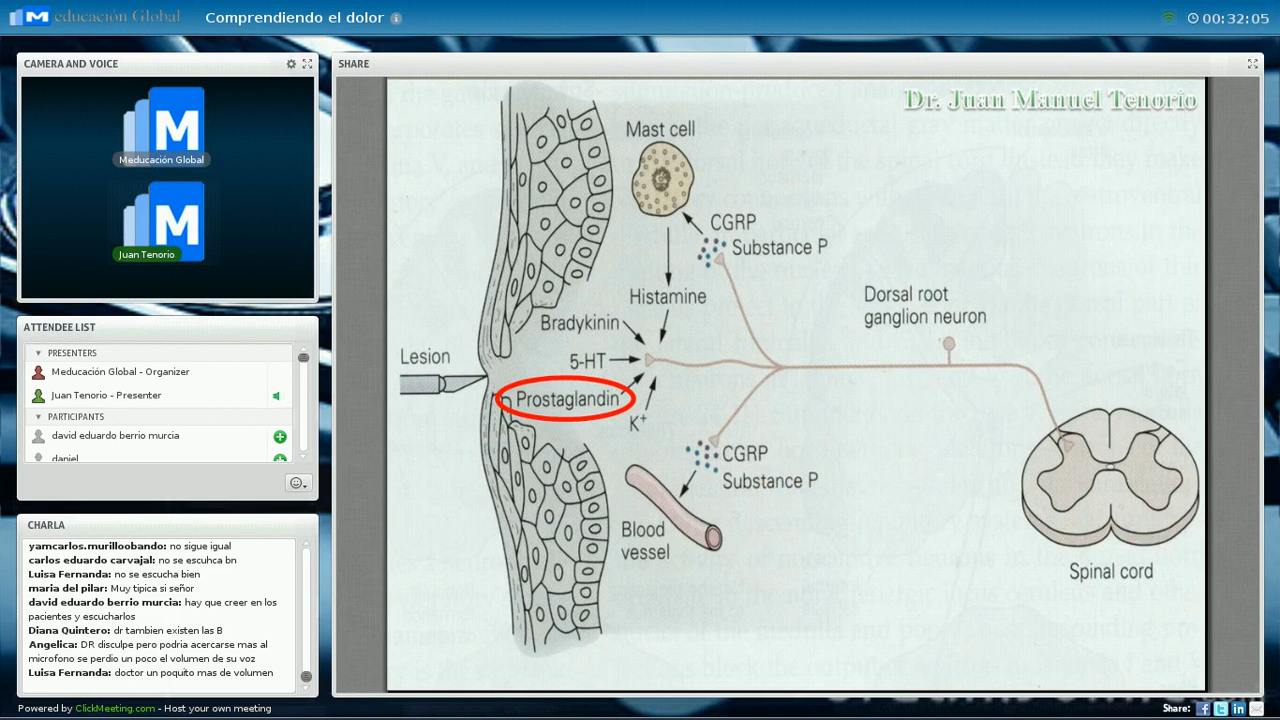 educación Global
Comprendiendo el dolor
00:32:05
CAMERA AND VOICE
Meducación Global
Juan Tenorio
ATTENDEE LIST
PRESENTERS
Meducación Global - Organizer
Juan Tenorio - Presenter
PARTICIPANTS
david eduardo berrio murcia
daniel
CHARLA
yamcarlos.murilloobando: no sigue igual
carlos eduardo carvajal: no se escuhca bn
Luisa Fernanda: no se escucha bien
maria del pilar: Muy tipica si señor
david eduardo berrio murcia: hay que creer en los
pacientes y escucharlos
Diana Quintero: dr tambien existen las B
Angelica: DR disculpe pero podria acercarse mas al
microfono se perdio un poco el volumen de su voz
Luisa Fernanda: doctor un poquito mas de volumen
SHARE
Dr. Juan Manuel Tenorio
Mast cell
CGRP
Substance P
Histamine
Dorsal root
ganglion neuron
Bradykinin
Lesion
5-HT
Prostaglandin
K+
CGRP
Substance P
Blood
vessel
Spinal cord
Powered by ClickMeeting.com - Host your own meeting
Share: